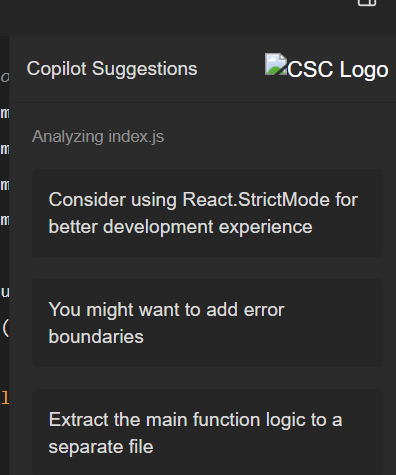 Copilot Suggestions
CSC Logo
Analyzing index.js
Consider using React.StrictMode for
better development experience
You might want to add error
boundaries
Extract the main function logic to a
separate file